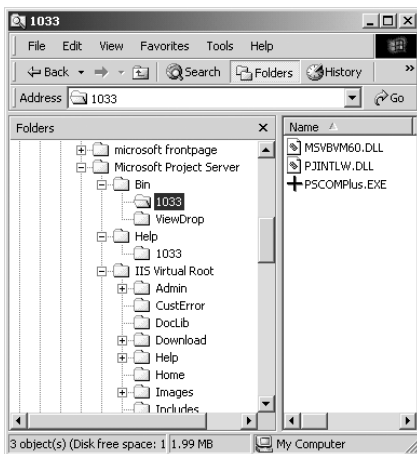 1033
File Edit View Favorites Tools Help
Back Search Folders History »
Address 1033 Go
Folders × Name
microsoft frontpage
Microsoft Project Server
Bin
1033
ViewDrop
Help
1033
IIS Virtual Root
Admin
CustError
DocLib
Download
Help
Home
Images
Includes
MSVBVM60.DLL
PJINTLW.DLL
PSCOMPlus.EXE
3 object(s) (Disk free space: 1 1.99 MB My Computer